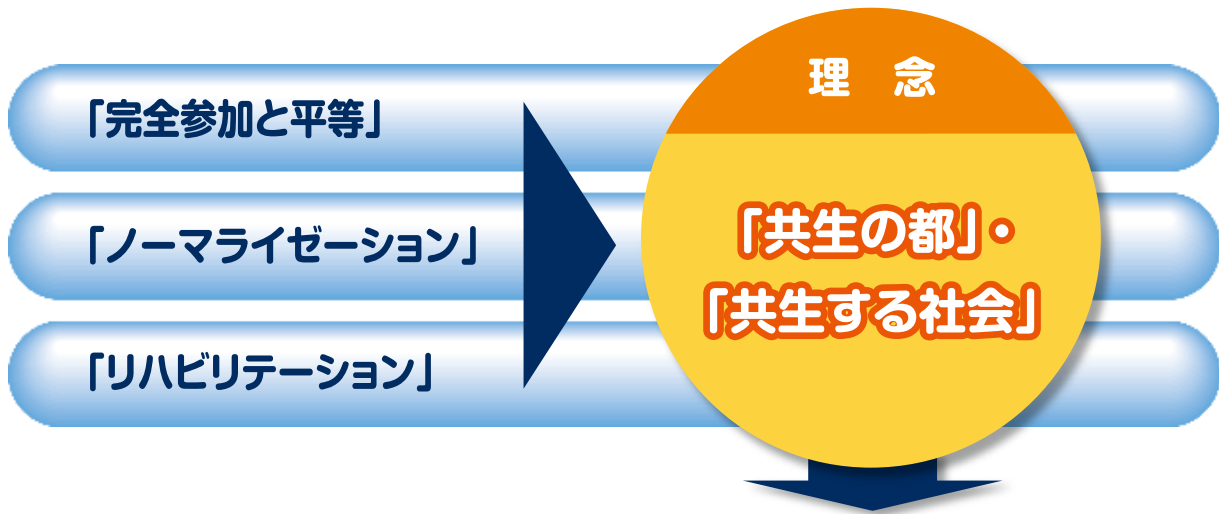 「完全参加と平等」
「ノーマライゼーション」
「リハビリテーション」
理 念
「共生の都」・
「共生する社会」